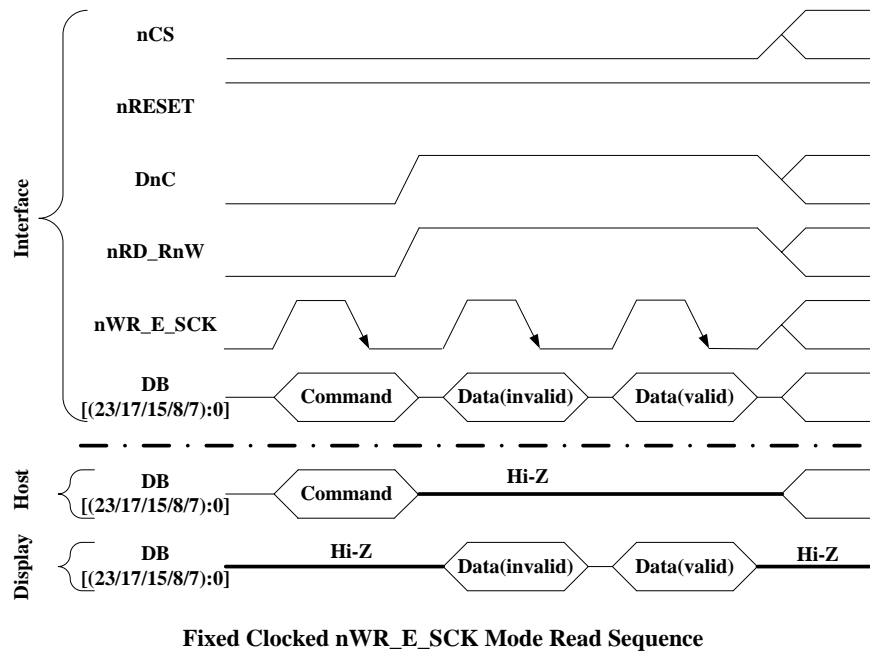 nCS
nRESET
DnC
Interface
nRD_RnW
nWR_E_SCK
DB
[(23/17/15/8/7):0]
Command
Data(invalid)
Data(valid)
Host
DB
[(23/17/15/8/7):0]
Command
Hi-Z
Display
DB
[(23/17/15/8/7):0]
Hi-Z
Data(invalid)
Data(valid)
Hi-Z
Fixed Clocked nWR_E_SCK Mode Read Sequence